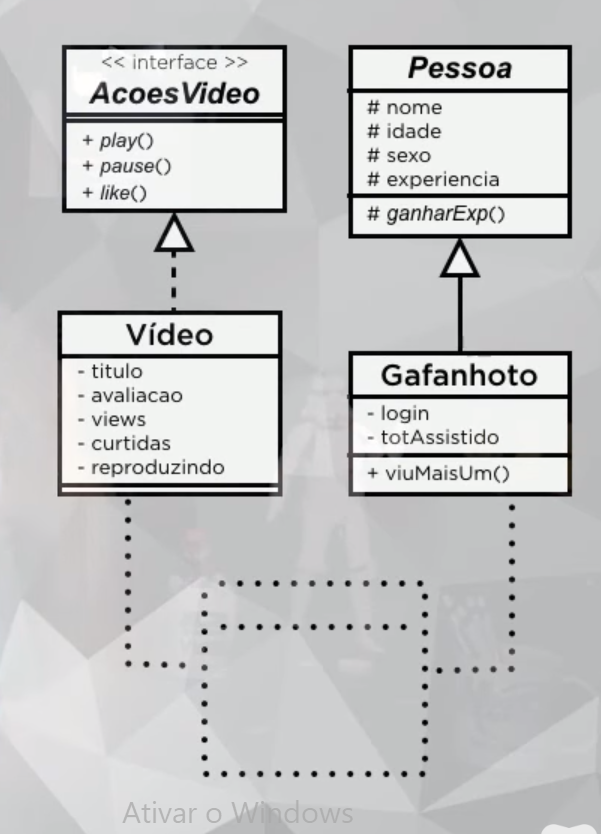 << interface >>
AcoesVideo
+ play()
+ pause()
+ like()
Pessoa
# nome
# idade
# sexo
# experiencia
# ganharExp()
Vídeo
- titulo
- avaliacao
- views
- curtidas
- reproduzindo
Gafanhoto
- login
- totAssistido
+ viuMaisUm()
Ativar o Windows